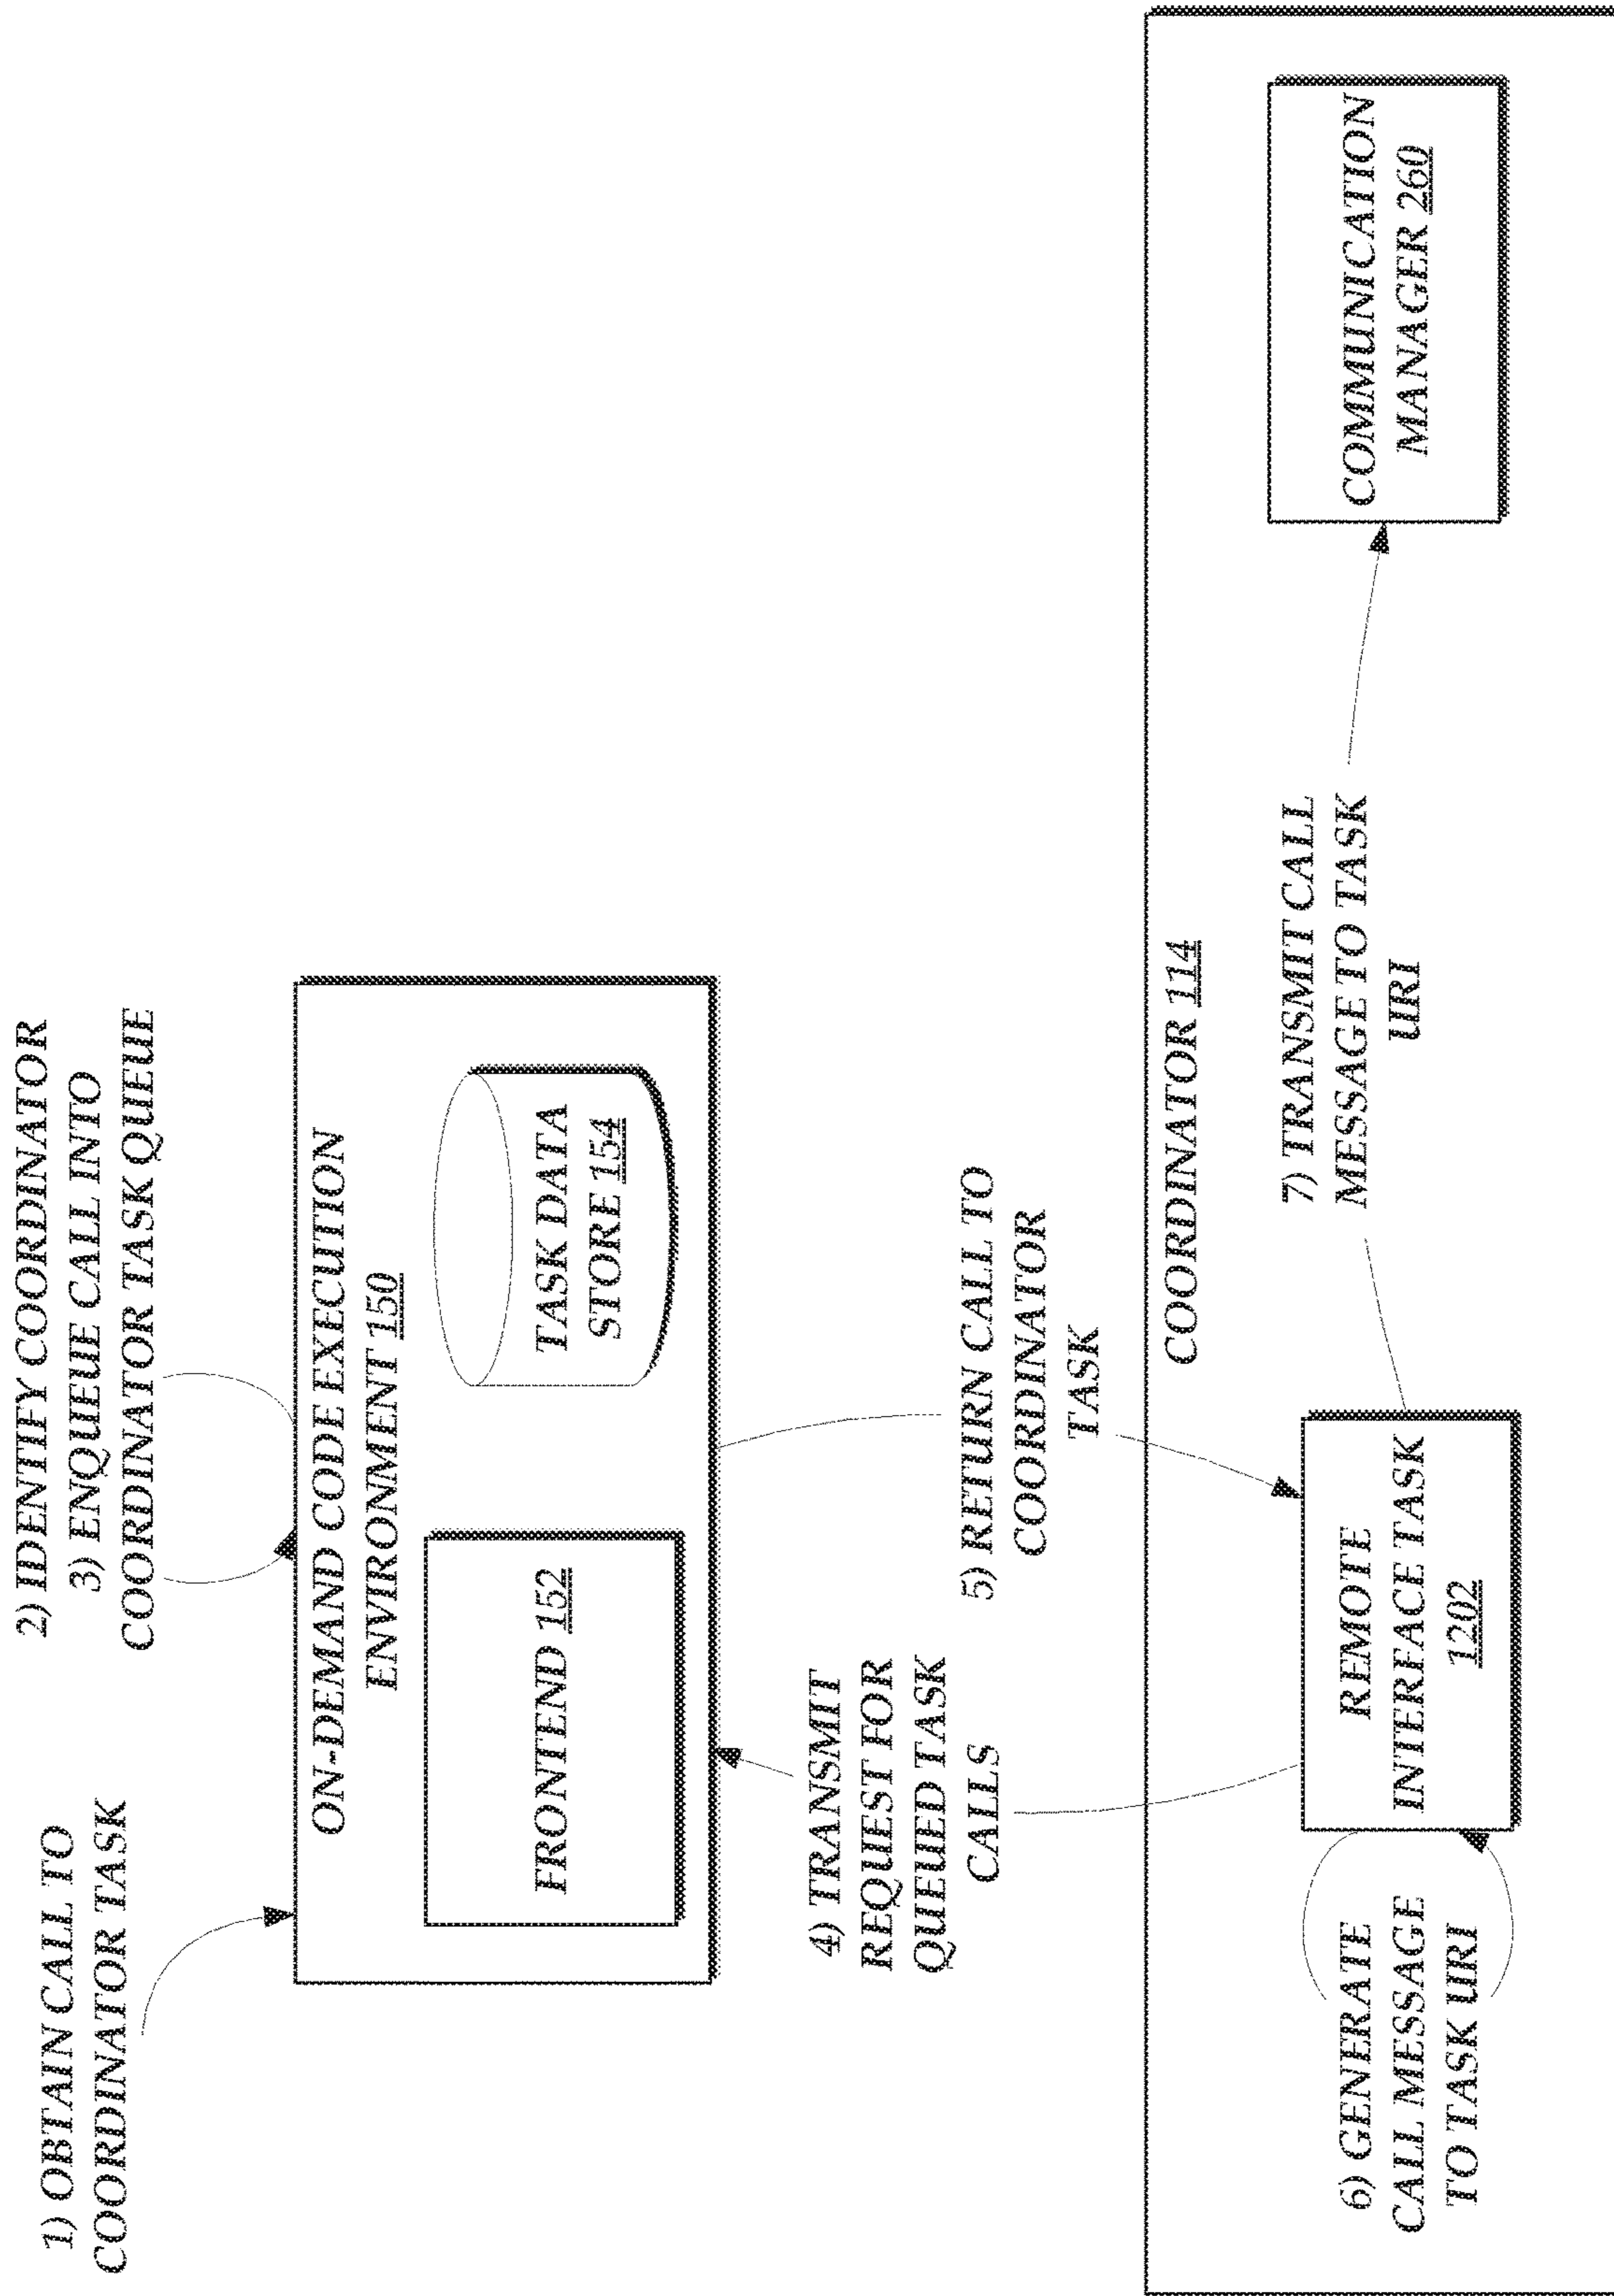 1) OBTAIN CALL TO
COORDINATOR TASK
2) IDENTIFY COORDINATOR
3) ENQUEUE CALL INTO
COORDINATOR TASK QUEUE
ON-DEMAND CODE EXECUTION
ENVIRONMENT 150
FRONTEND 152
TASK DATA
STORE 154
4) TRANSMIT
REQUEST FOR
QUEUED TASK
CALLS
5) RETURN CALL TO
COORDINATOR
TASK
COORDINATOR 114
6) GENERATE
CALL MESSAGE
TO TASK URI
REMOTE
INTERFACE TASK
1202
7) TRANSMIT CALL
MESSAGE TO TASK
URI
COMMUNICATION
MANAGER 260